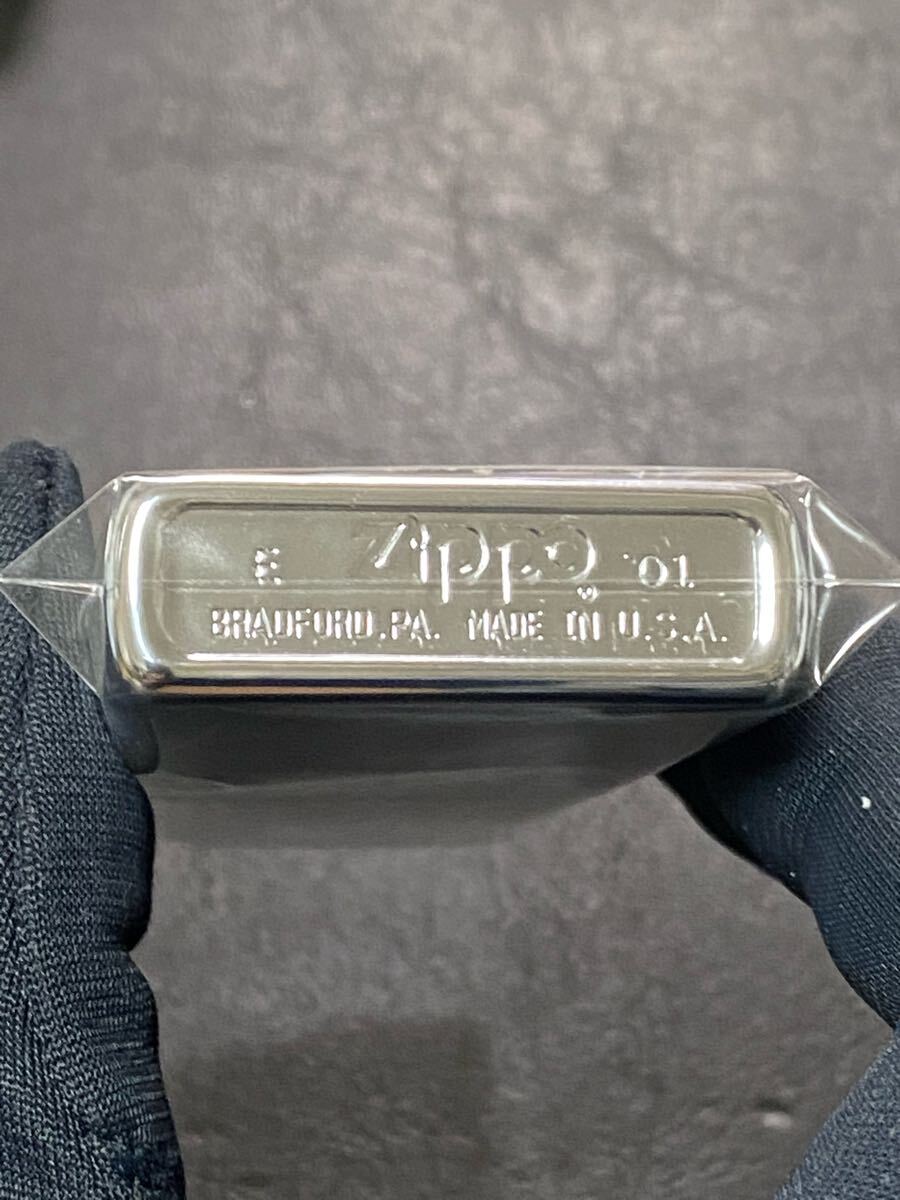 Zippo ® '01
BRADFORD, PA. MADE IN U.S.A.